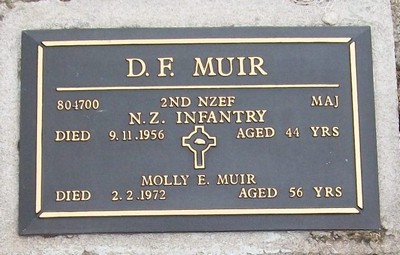 D.F. MUIR
804700 2ND NZEF MAJ
N.Z. INFANTRY
DIED 9.11.1956 AGED 44 YRS
MOLLY E. MUIR
DIED 2.2.1972 AGED 56 YRS